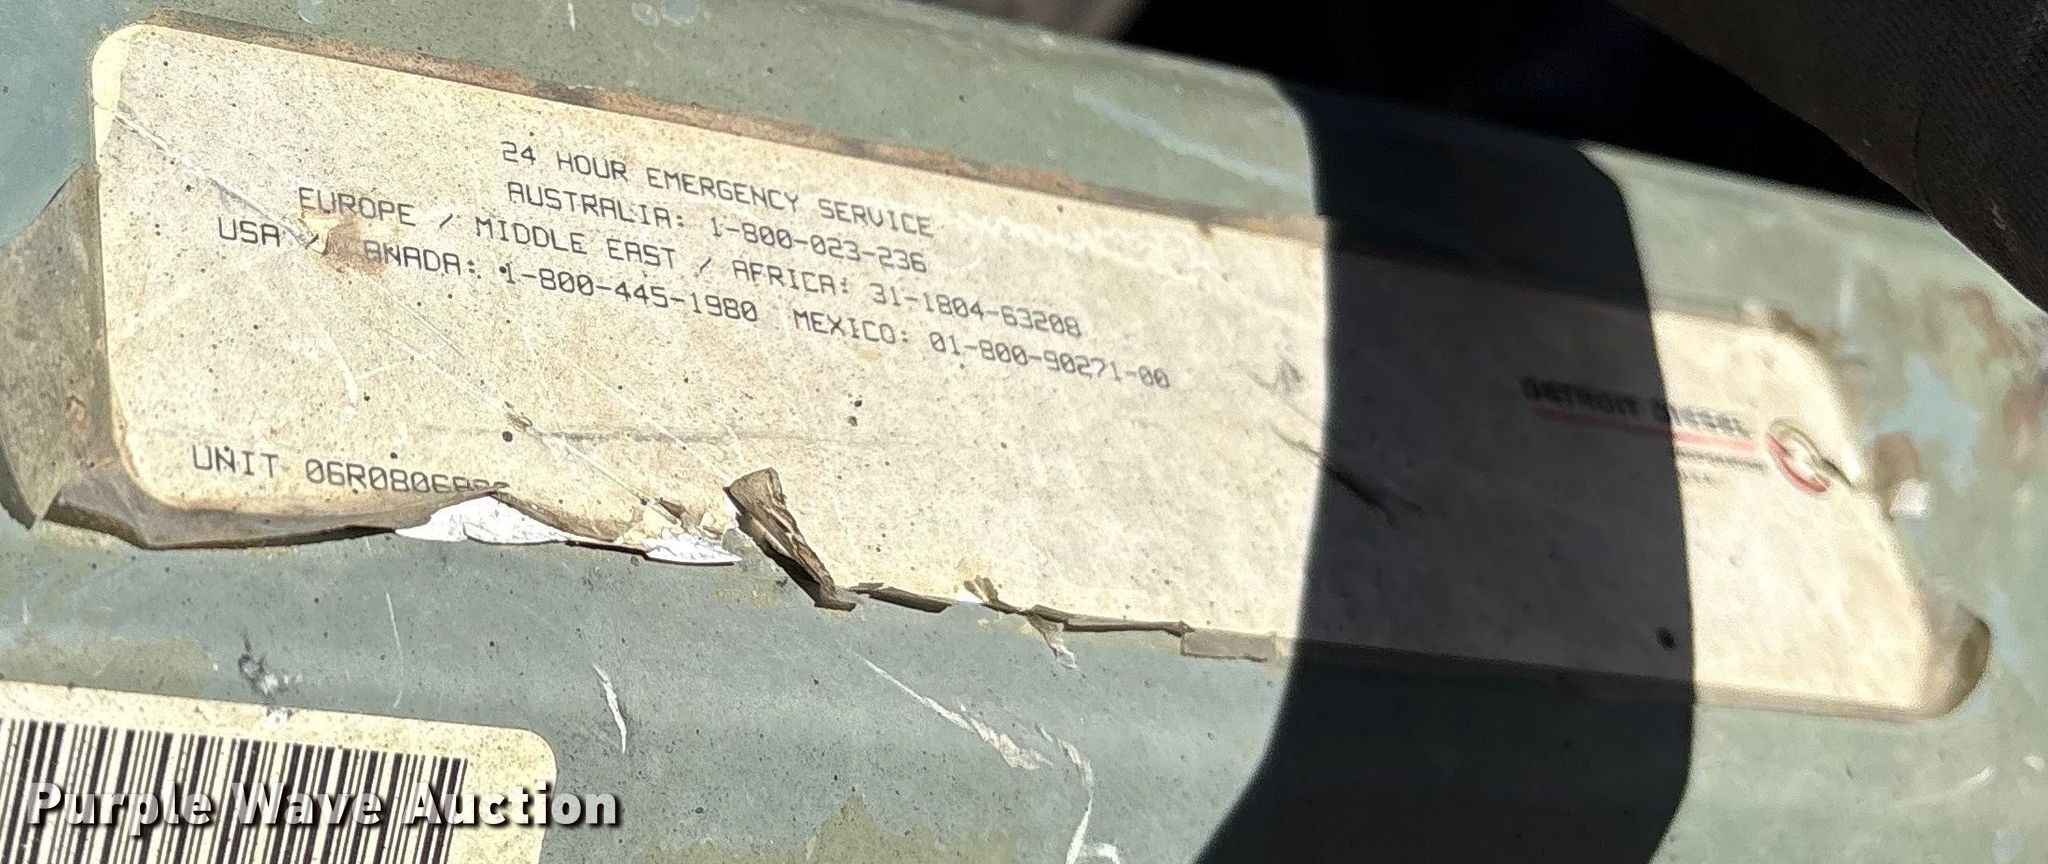 24 HOUR EMERGENCY SERVICE
AUSTRALIA: 1-800-023-236
EUROPE / MIDDLE EAST / AFRICA: 31-1804-63208
USA / ANADA: 1-800-445-1980 MEXICO: 01-800-90271-00
UNIT
DETROIT DIESEL
Purple Wave Auction